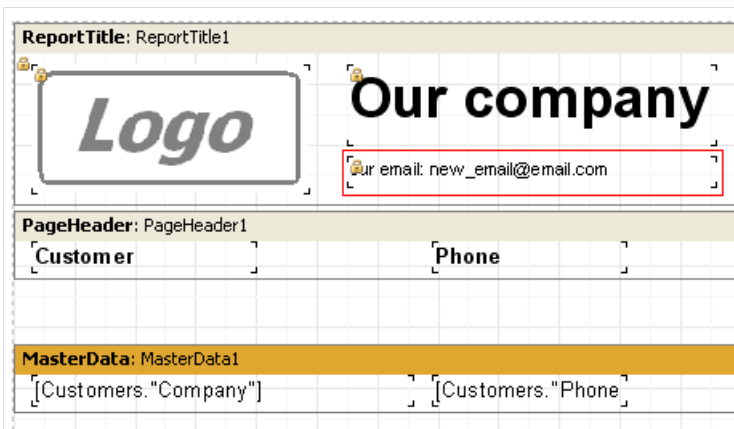 ReportTitle: ReportTitle1
Logo
Our company
ur email: new_email@email.com
PageHeader: PageHeader1
Customer Phone
MasterData: MasterData1
[Customers."Company"] [Customers."Phone